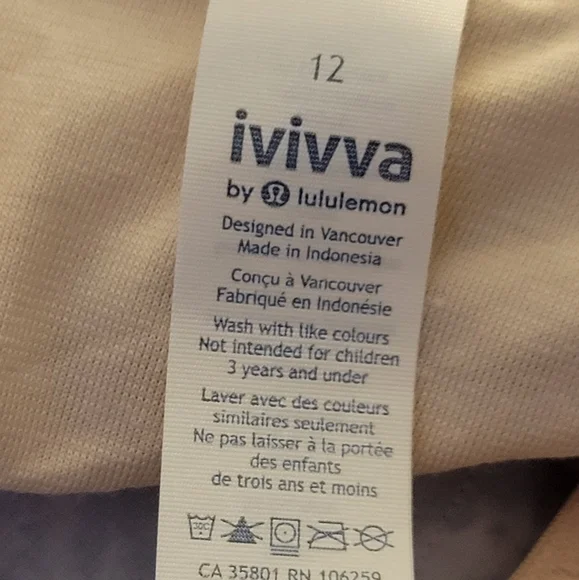 12
ivivva
by lululemon
Designed in Vancouver
Made in Indonesia
Conçu à Vancouver
Fabriqué en Indonésie
Wash with like colours
Not intended for children
3 years and under
Laver avec des couleurs
similaires seulement
Ne pas laisser à la portée
des enfants
de trois ans et moins
30C
CA 35801 RN 106259